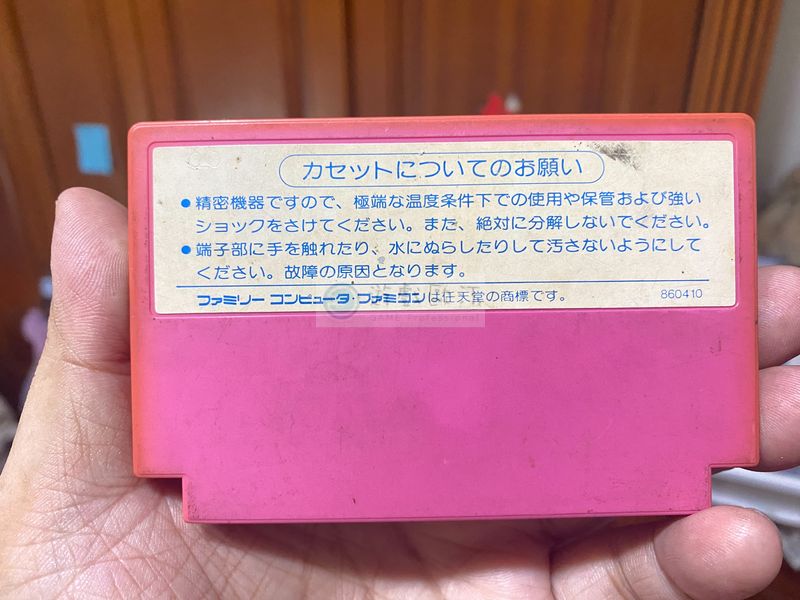 カセットについてのお願い
● 精密機器ですので、極端な温度条件下での使用や保管および強い
ショックをさけてください。また、絶対に分解しないでください。
● 端子部に手を触れたり、水にぬらしたりして汚さないようにして
ください。故障の原因となります。
ファミリー コンピュータ・ファミコンは任天堂の商標です。
860410